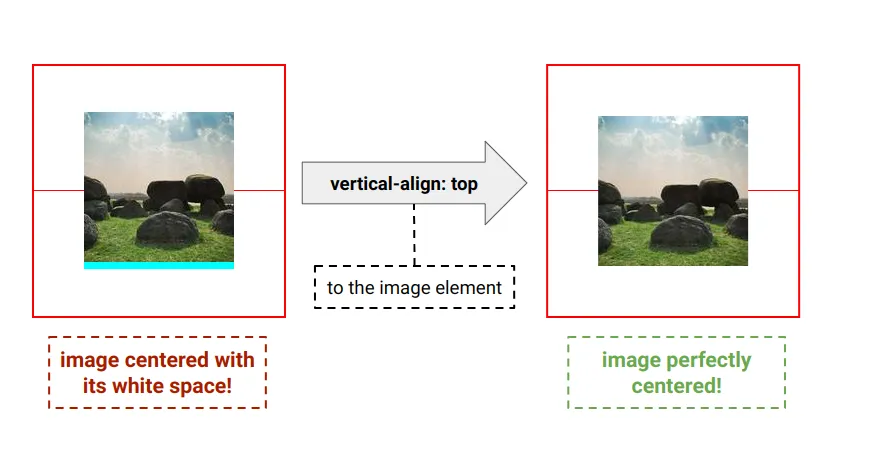 vertical-align: top
to the image element
image centered with
its white space!
image perfectly
centered!